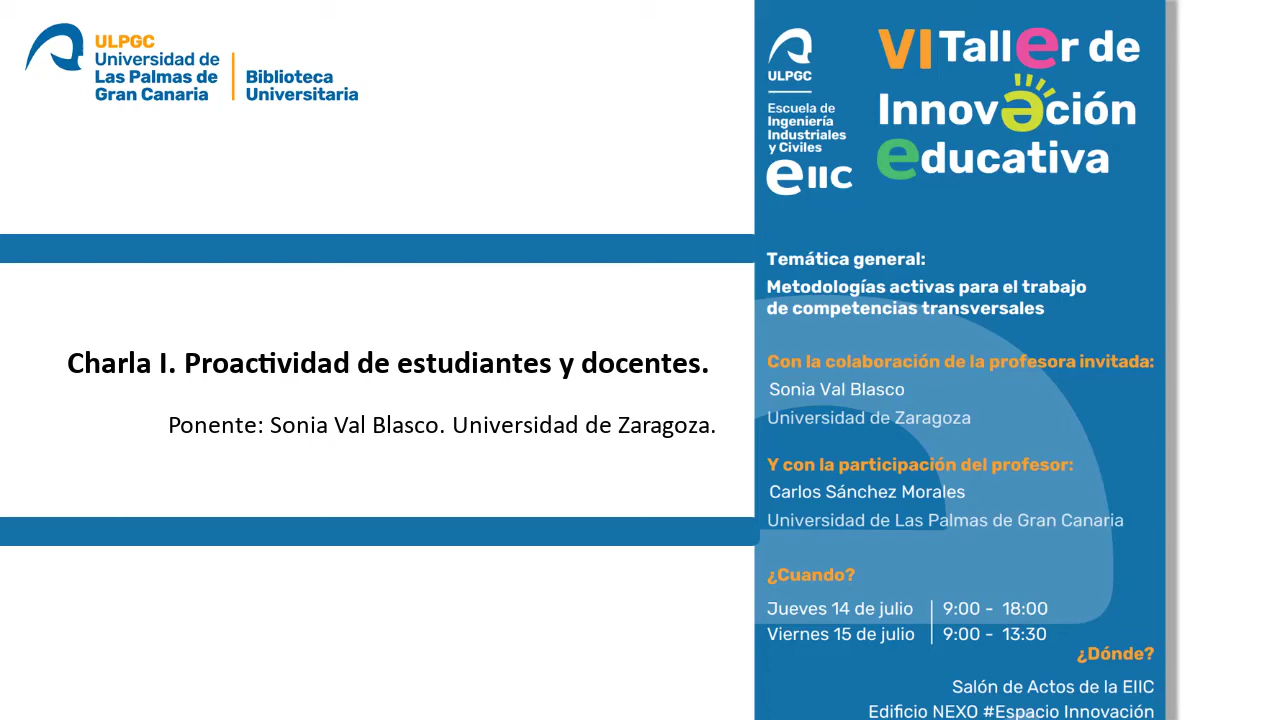 ULPGC
Universidad de
Las Palmas de
Gran Canaria
Biblioteca
Universitaria
Charla I. Proactividad de estudiantes y docentes.
Ponente: Sonia Val Blasco. Universidad de Zaragoza.
ULPGC
Escuela de
Ingeniería
Industriales
y Civiles
eIIC
VI Taller de
Innovación
educativa
Temática general:
Metodologías activas para el trabajo
de competencias transversales
Con la colaboración de la profesora invitada:
Sonia Val Blasco
Universidad de Zaragoza
Y con la participación del profesor:
Carlos Sánchez Morales
Universidad de Las Palmas de Gran Canaria
¿Cuando?
Jueves 14 de julio 9:00 - 18:00
Viernes 15 de julio 9:00 - 13:30
¿Dónde?
Salón de Actos de la EIIC
Edificio NEXO #Espacio Innovación